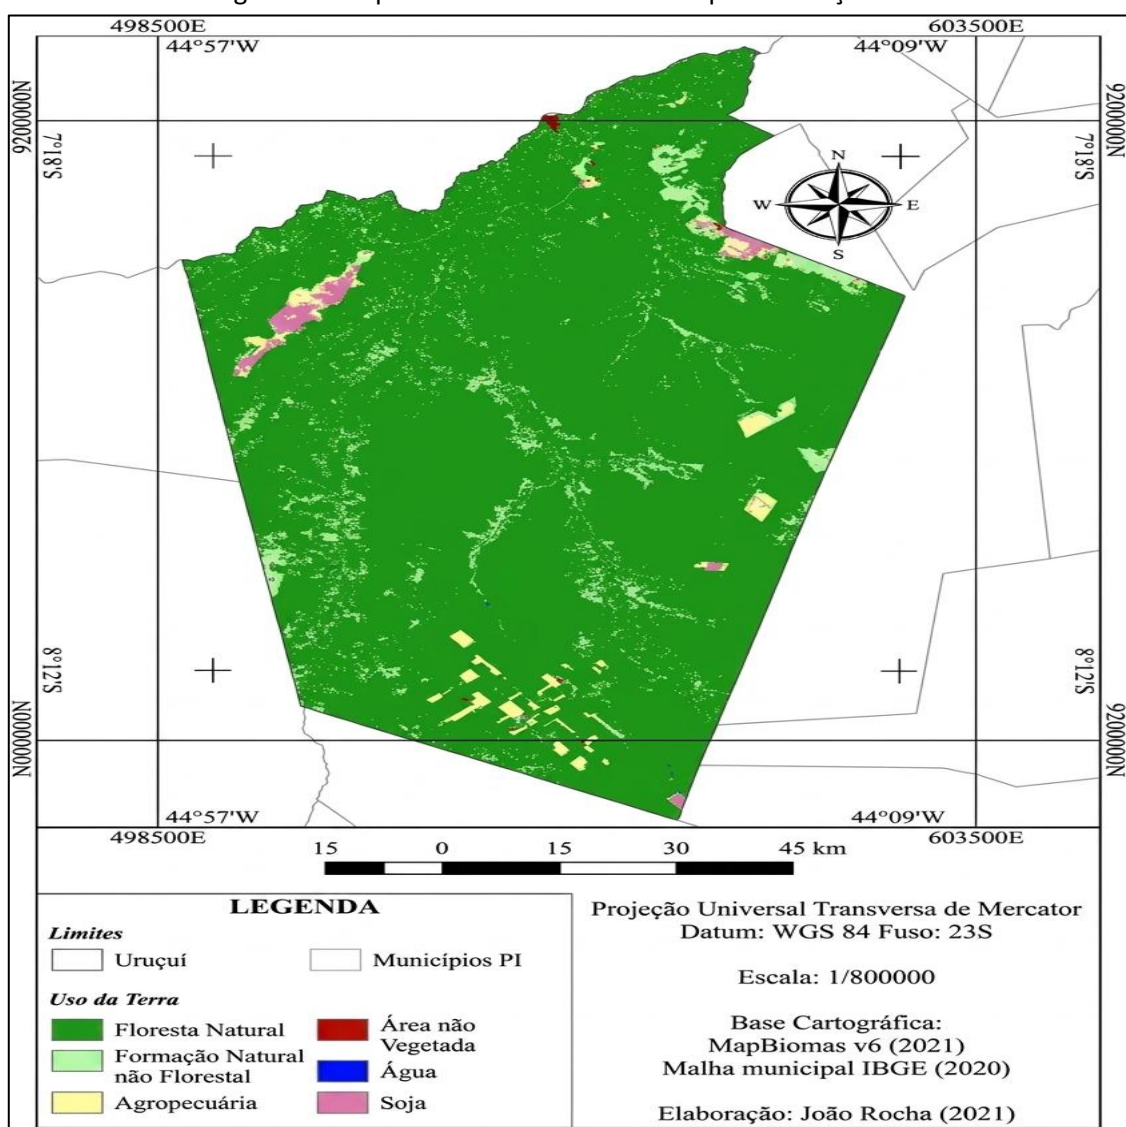 498500E
603500E
44°57'W
44°09'W
9200000N
9200000N
7°18'S
7°18'S
N
W
E
S
8°12'S
8°12'S
0000000N
9200000N
44°57'W
44°09'W
498500E
603500E
15 0 15 30 45 km
LEGENDA
Limites
Uruçuí
Municípios PI
Uso da Terra
Floresta Natural
Formação Natural
não Florestal
Agropecuária
Área não
Vegetada
Água
Soja
Projeção Universal Transversa de Mercator
Datum: WGS 84 Fuso: 23S
Escala: 1/800000
Base Cartográfica:
MapBiomas v6 (2021)
Malha municipal IBGE (2020)
Elaboração: João Rocha (2021)